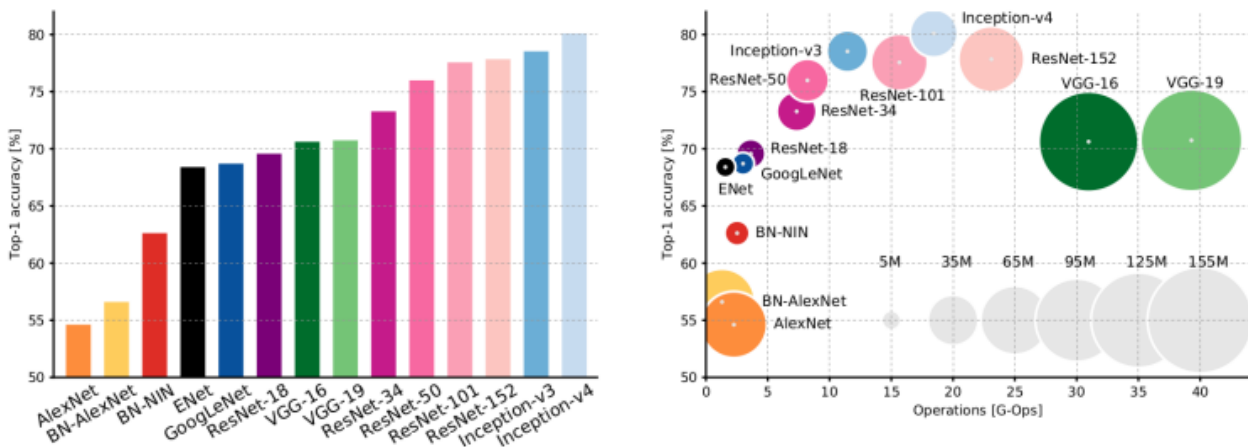 80
75
70
65
60
55
50
Top-1 accuracy [%]
AlexNet
BN-AlexNet
BN-NIN
ENet
GoogLeNet
ResNet-18
VGG-16
VGG-19
ResNet-34
ResNet-50
ResNet-101
ResNet-152
Inception-v3
Inception-v4
80
75
70
65
60
55
50
Top-1 accuracy [%]
Inception-v4
Inception-v3
ResNet-152
ResNet-50
VGG-16 VGG-19
ResNet-101
ResNet-34
ResNet-18
GoogLeNet
ENet
BN-NIN
5M 35M 65M 95M 125M 155M
BN-AlexNet
AlexNet
0 5 10 15 20 25 30 35 40
Operations [G-Ops]